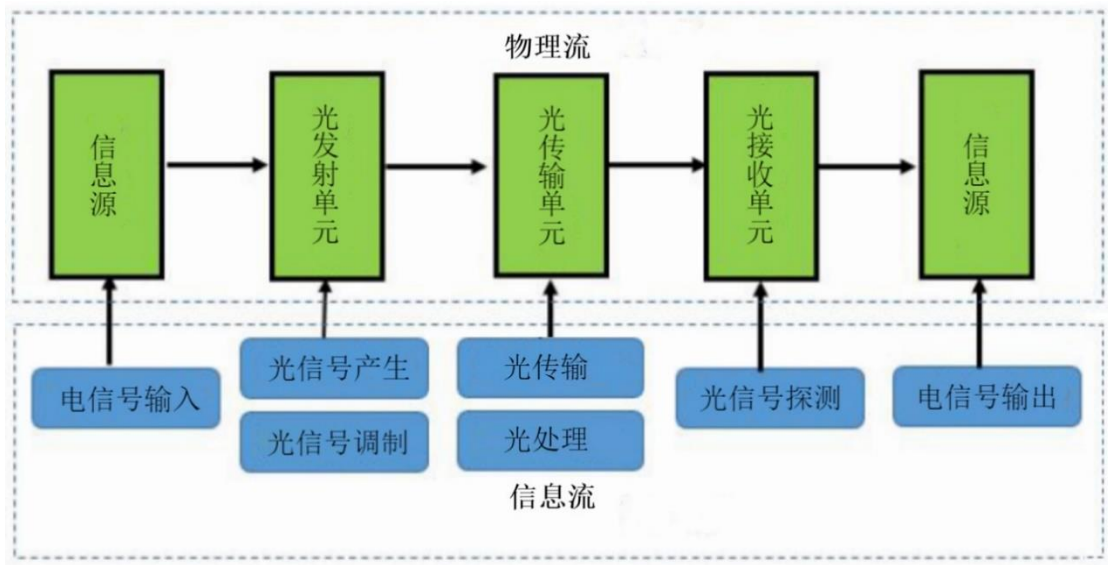 物理流
信息源
光发射单元
光传输单元
光接收单元
信息源
电信号输入
光信号产生
光信号调制
光传输
光处理
光信号探测
电信号输出
信息流